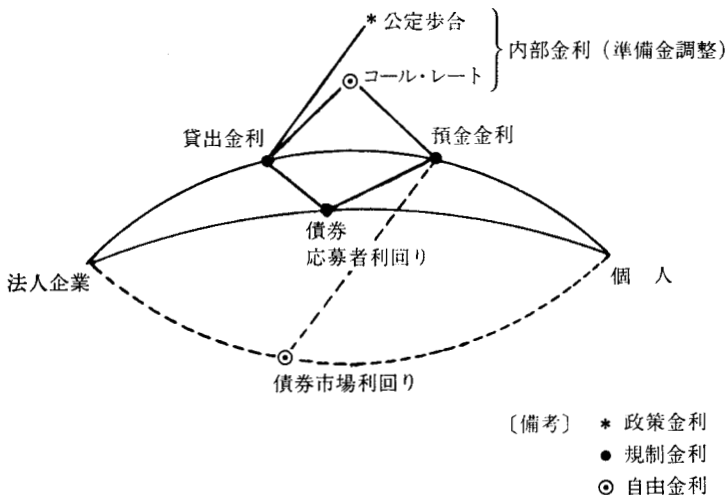 * 公定歩合
内部金利（準備金調整）
コール・レート
貸出金利
預金金利
債券
応募者利回り
法人企業
個　人
債券市場利回り
〔備考〕 * 政策金利
● 規制金利
◉ 自由金利